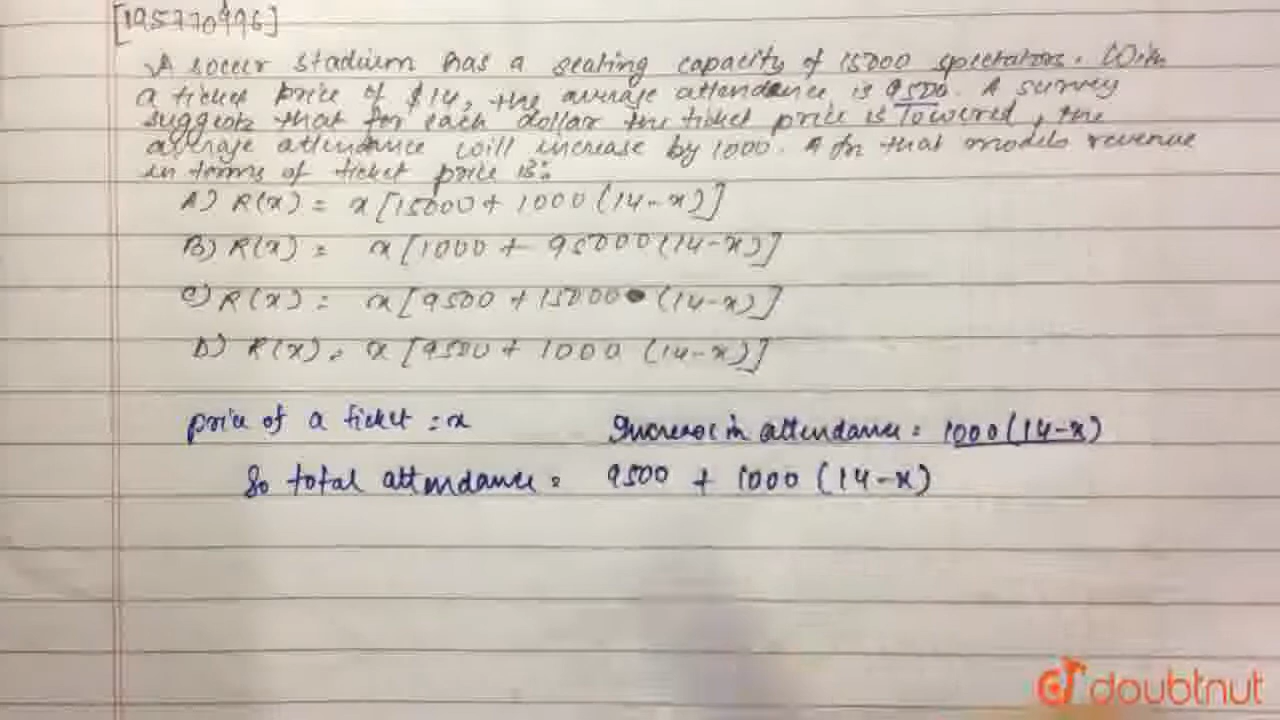 [195770996]
A soccer stadium has a seating capacity of 15000 spectators. With
a ticket price of $14, the average attendance is 9500. A survey
suggests that for each dollar the ticket price is lowered, the
average attendance will increase by 1000. A fn that models revenue
in terms of ticket price is:
A) R(x) = x[15000 + 1000(14-x)]
B) R(x) = x[1000 + 95000(14-x)]
C) R(x) = x[9500 + 15000 (14-x)]
D) R(x) = x[9500 + 1000 (14-x)]
price of a ticket = x
Increase in attendance = 1000(14-x)
So total attendance = 9500 + 1000 (14-x)
doubtnut